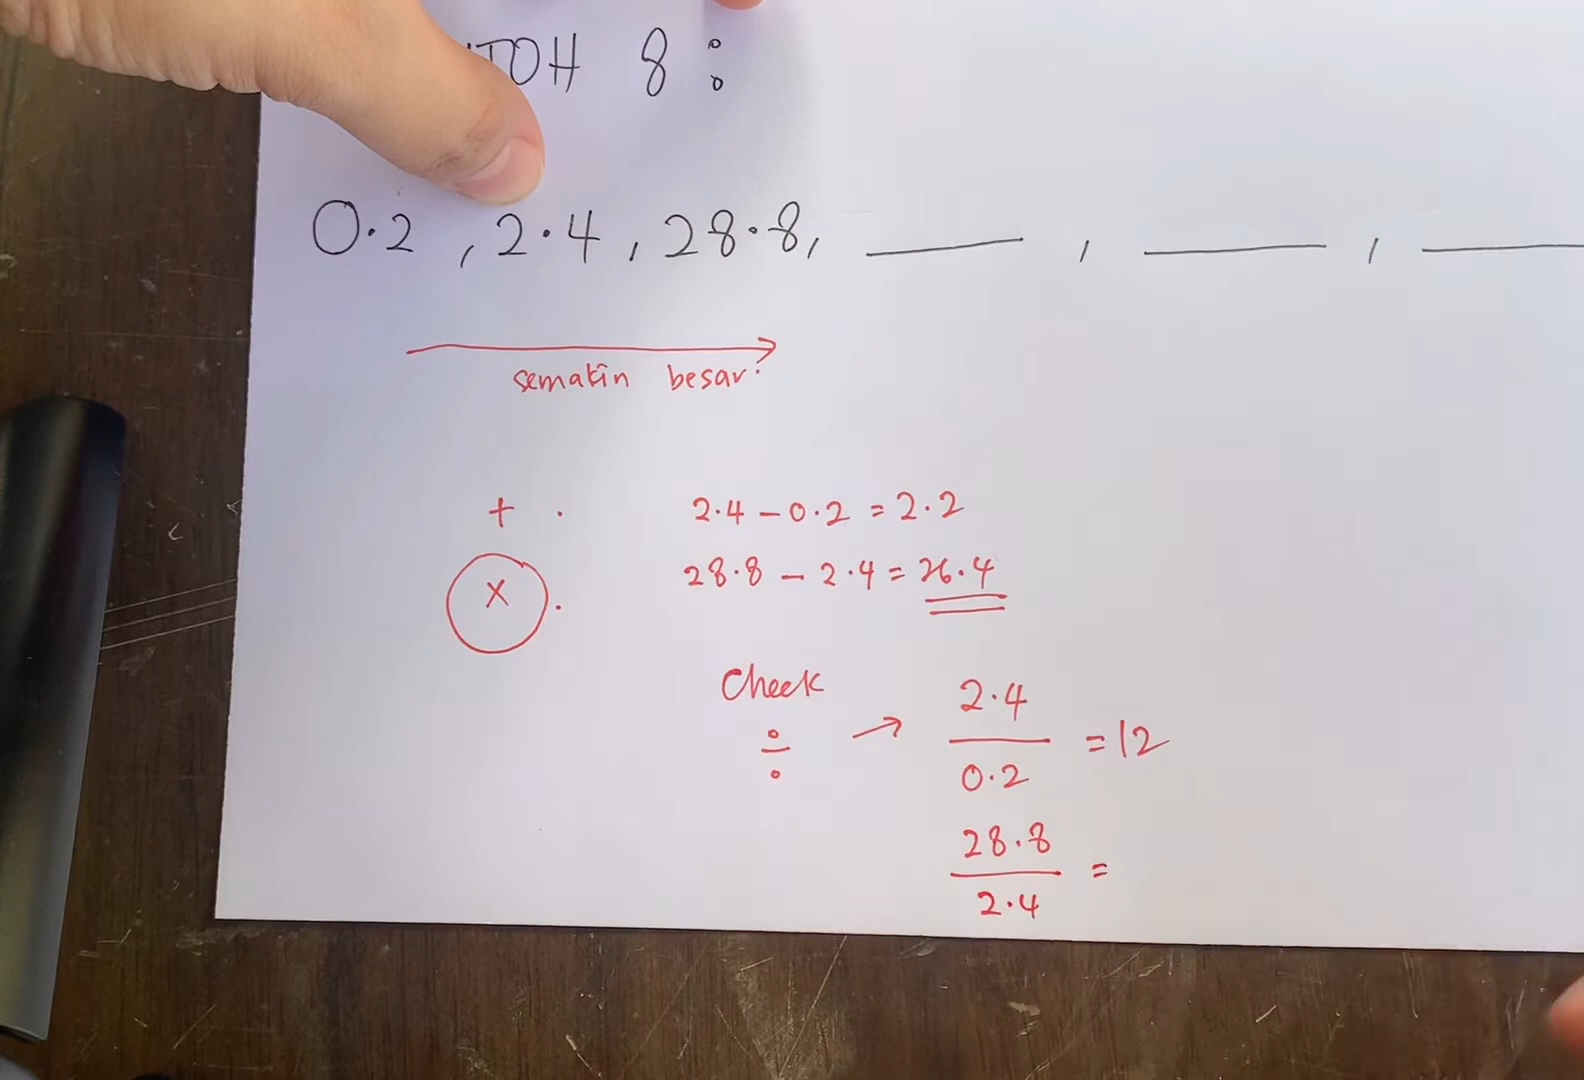 TOH 8 :
0.2 , 2.4 , 28.8, ____ , ____ , ____
semakin besar.
+ . 2.4 - 0.2 = 2.2
x . 28.8 - 2.4 = 26.4
Check
÷ → 2.4/0.2 = 12
28.8/2.4 =